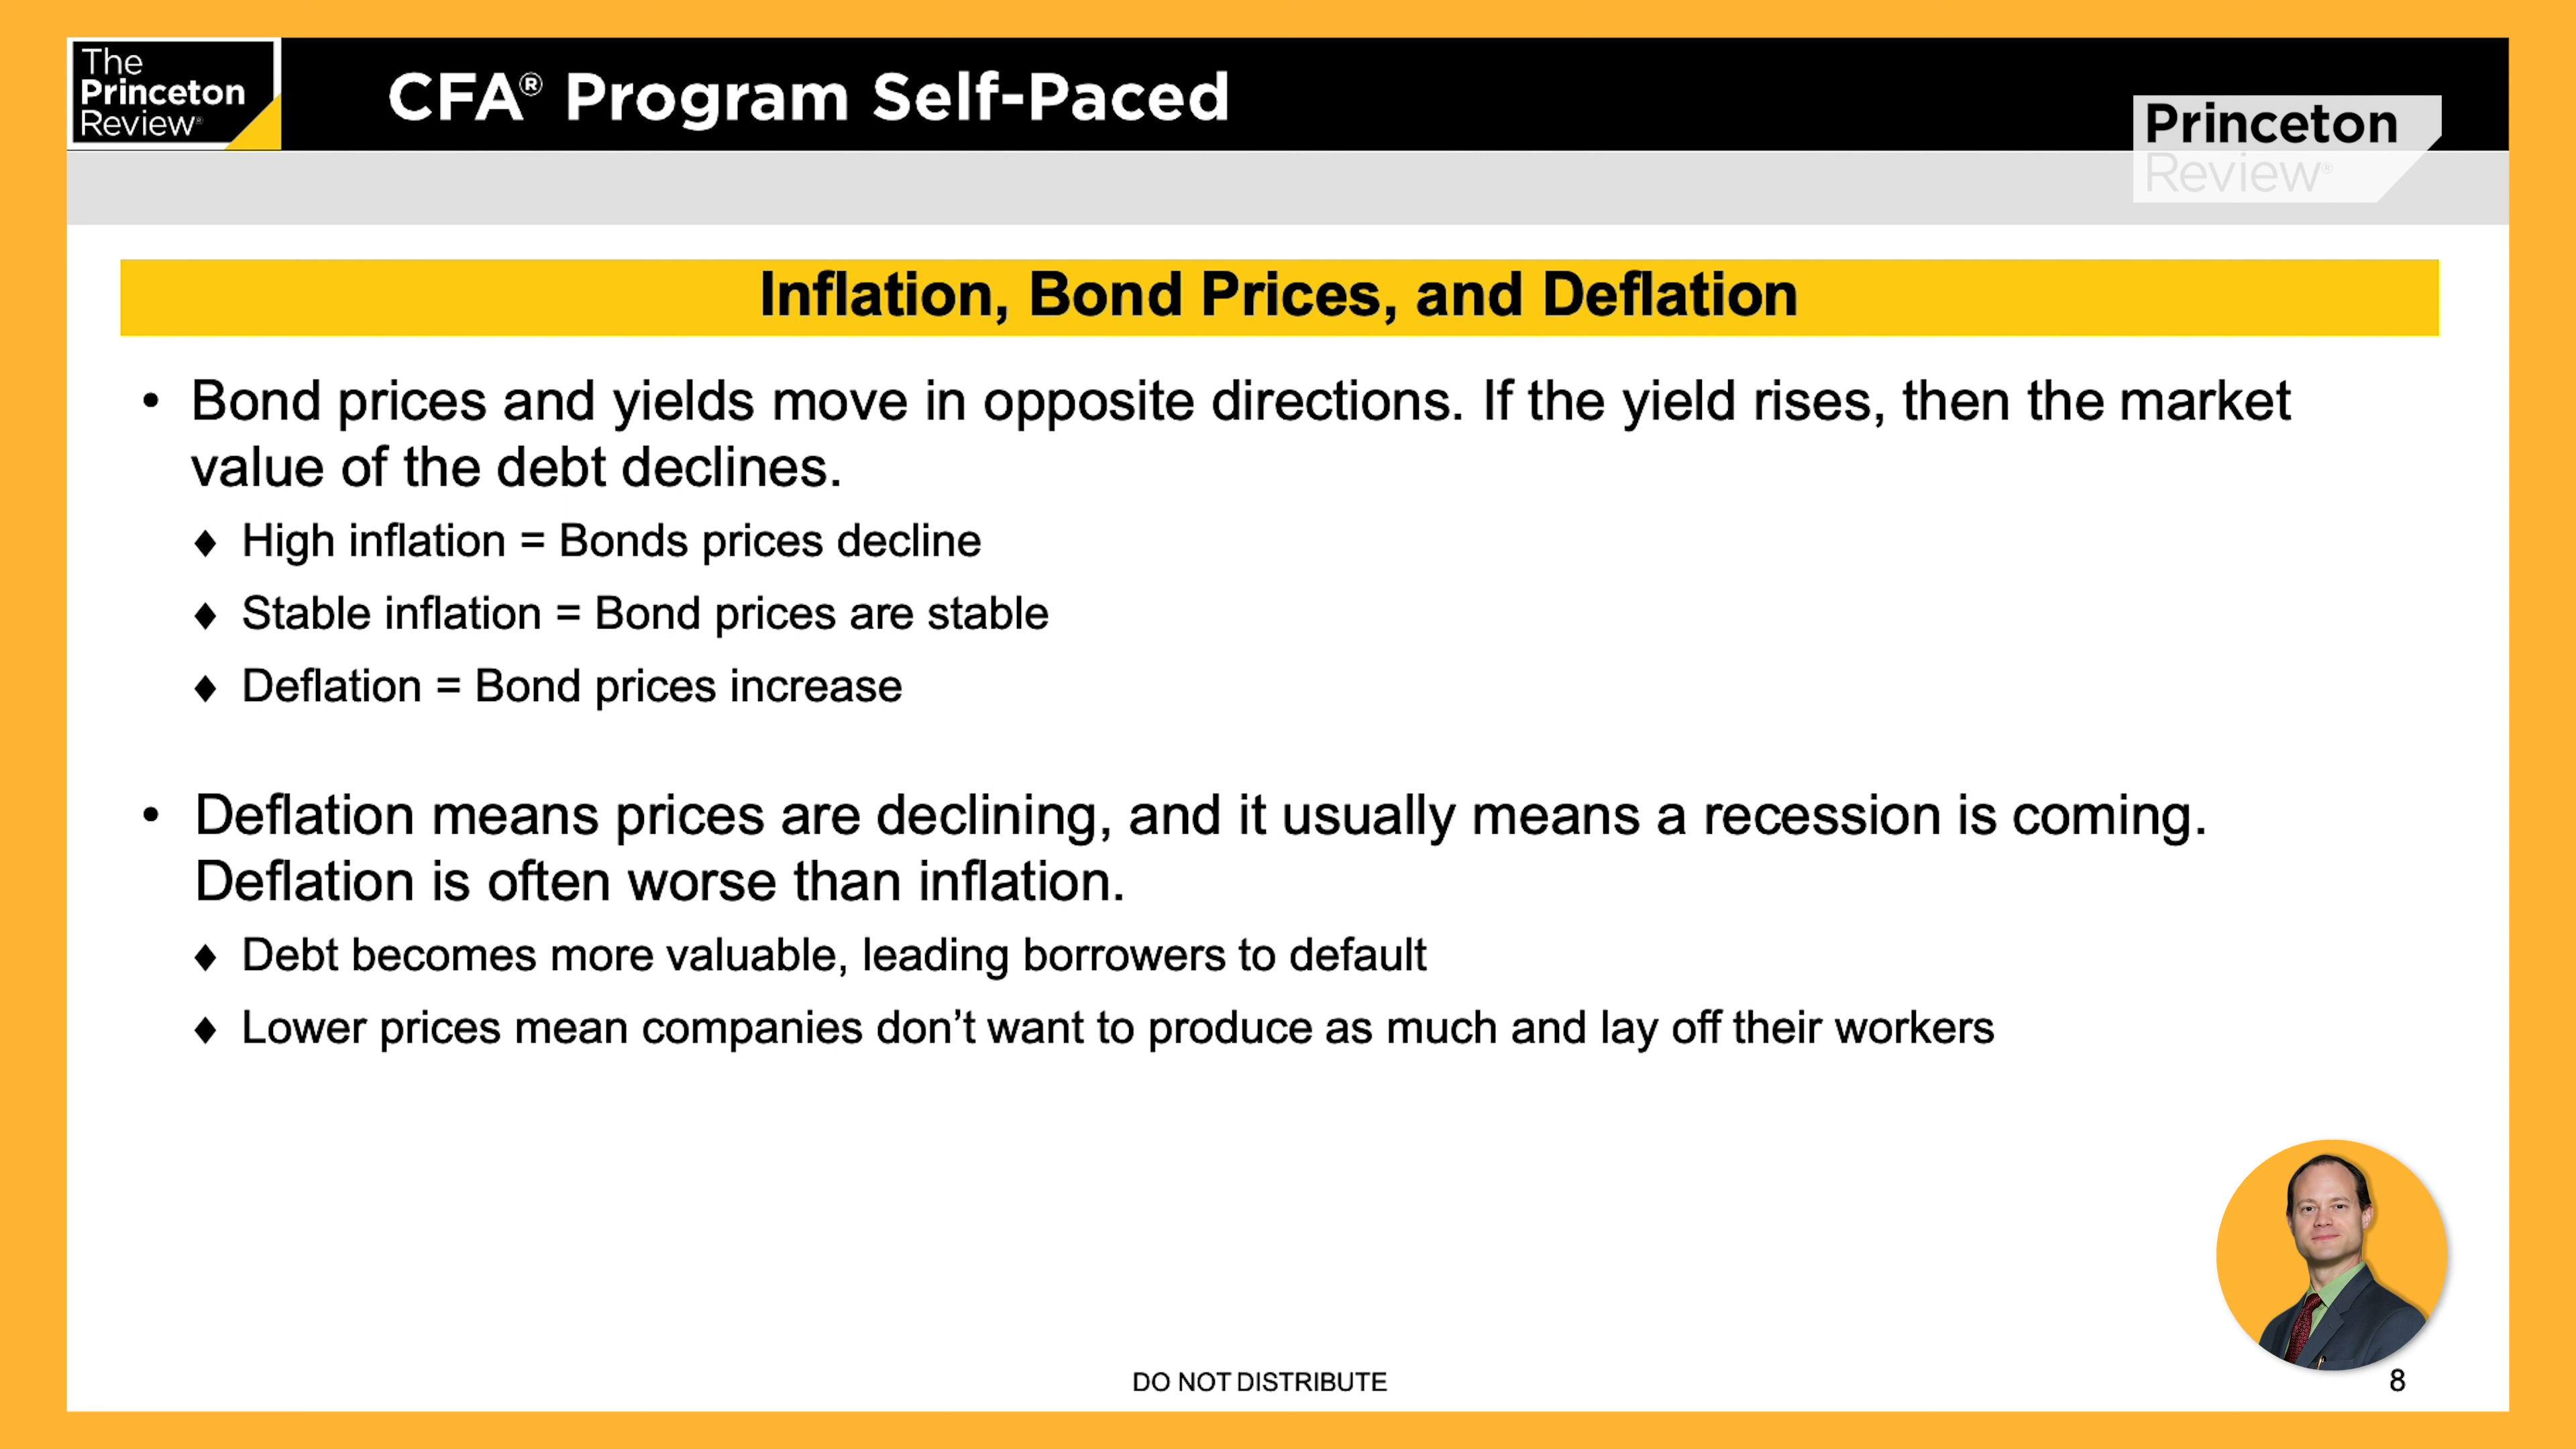 The
Princeton
Review®
CFA® Program Self-Paced
Princeton
Review®
Inflation, Bond Prices, and Deflation
• Bond prices and yields move in opposite directions. If the yield rises, then the market
value of the debt declines.
♦ High inflation = Bonds prices decline
♦ Stable inflation = Bond prices are stable
♦ Deflation = Bond prices increase
• Deflation means prices are declining, and it usually means a recession is coming.
Deflation is often worse than inflation.
♦ Debt becomes more valuable, leading borrowers to default
♦ Lower prices mean companies don’t want to produce as much and lay off their workers
DO NOT DISTRIBUTE
8